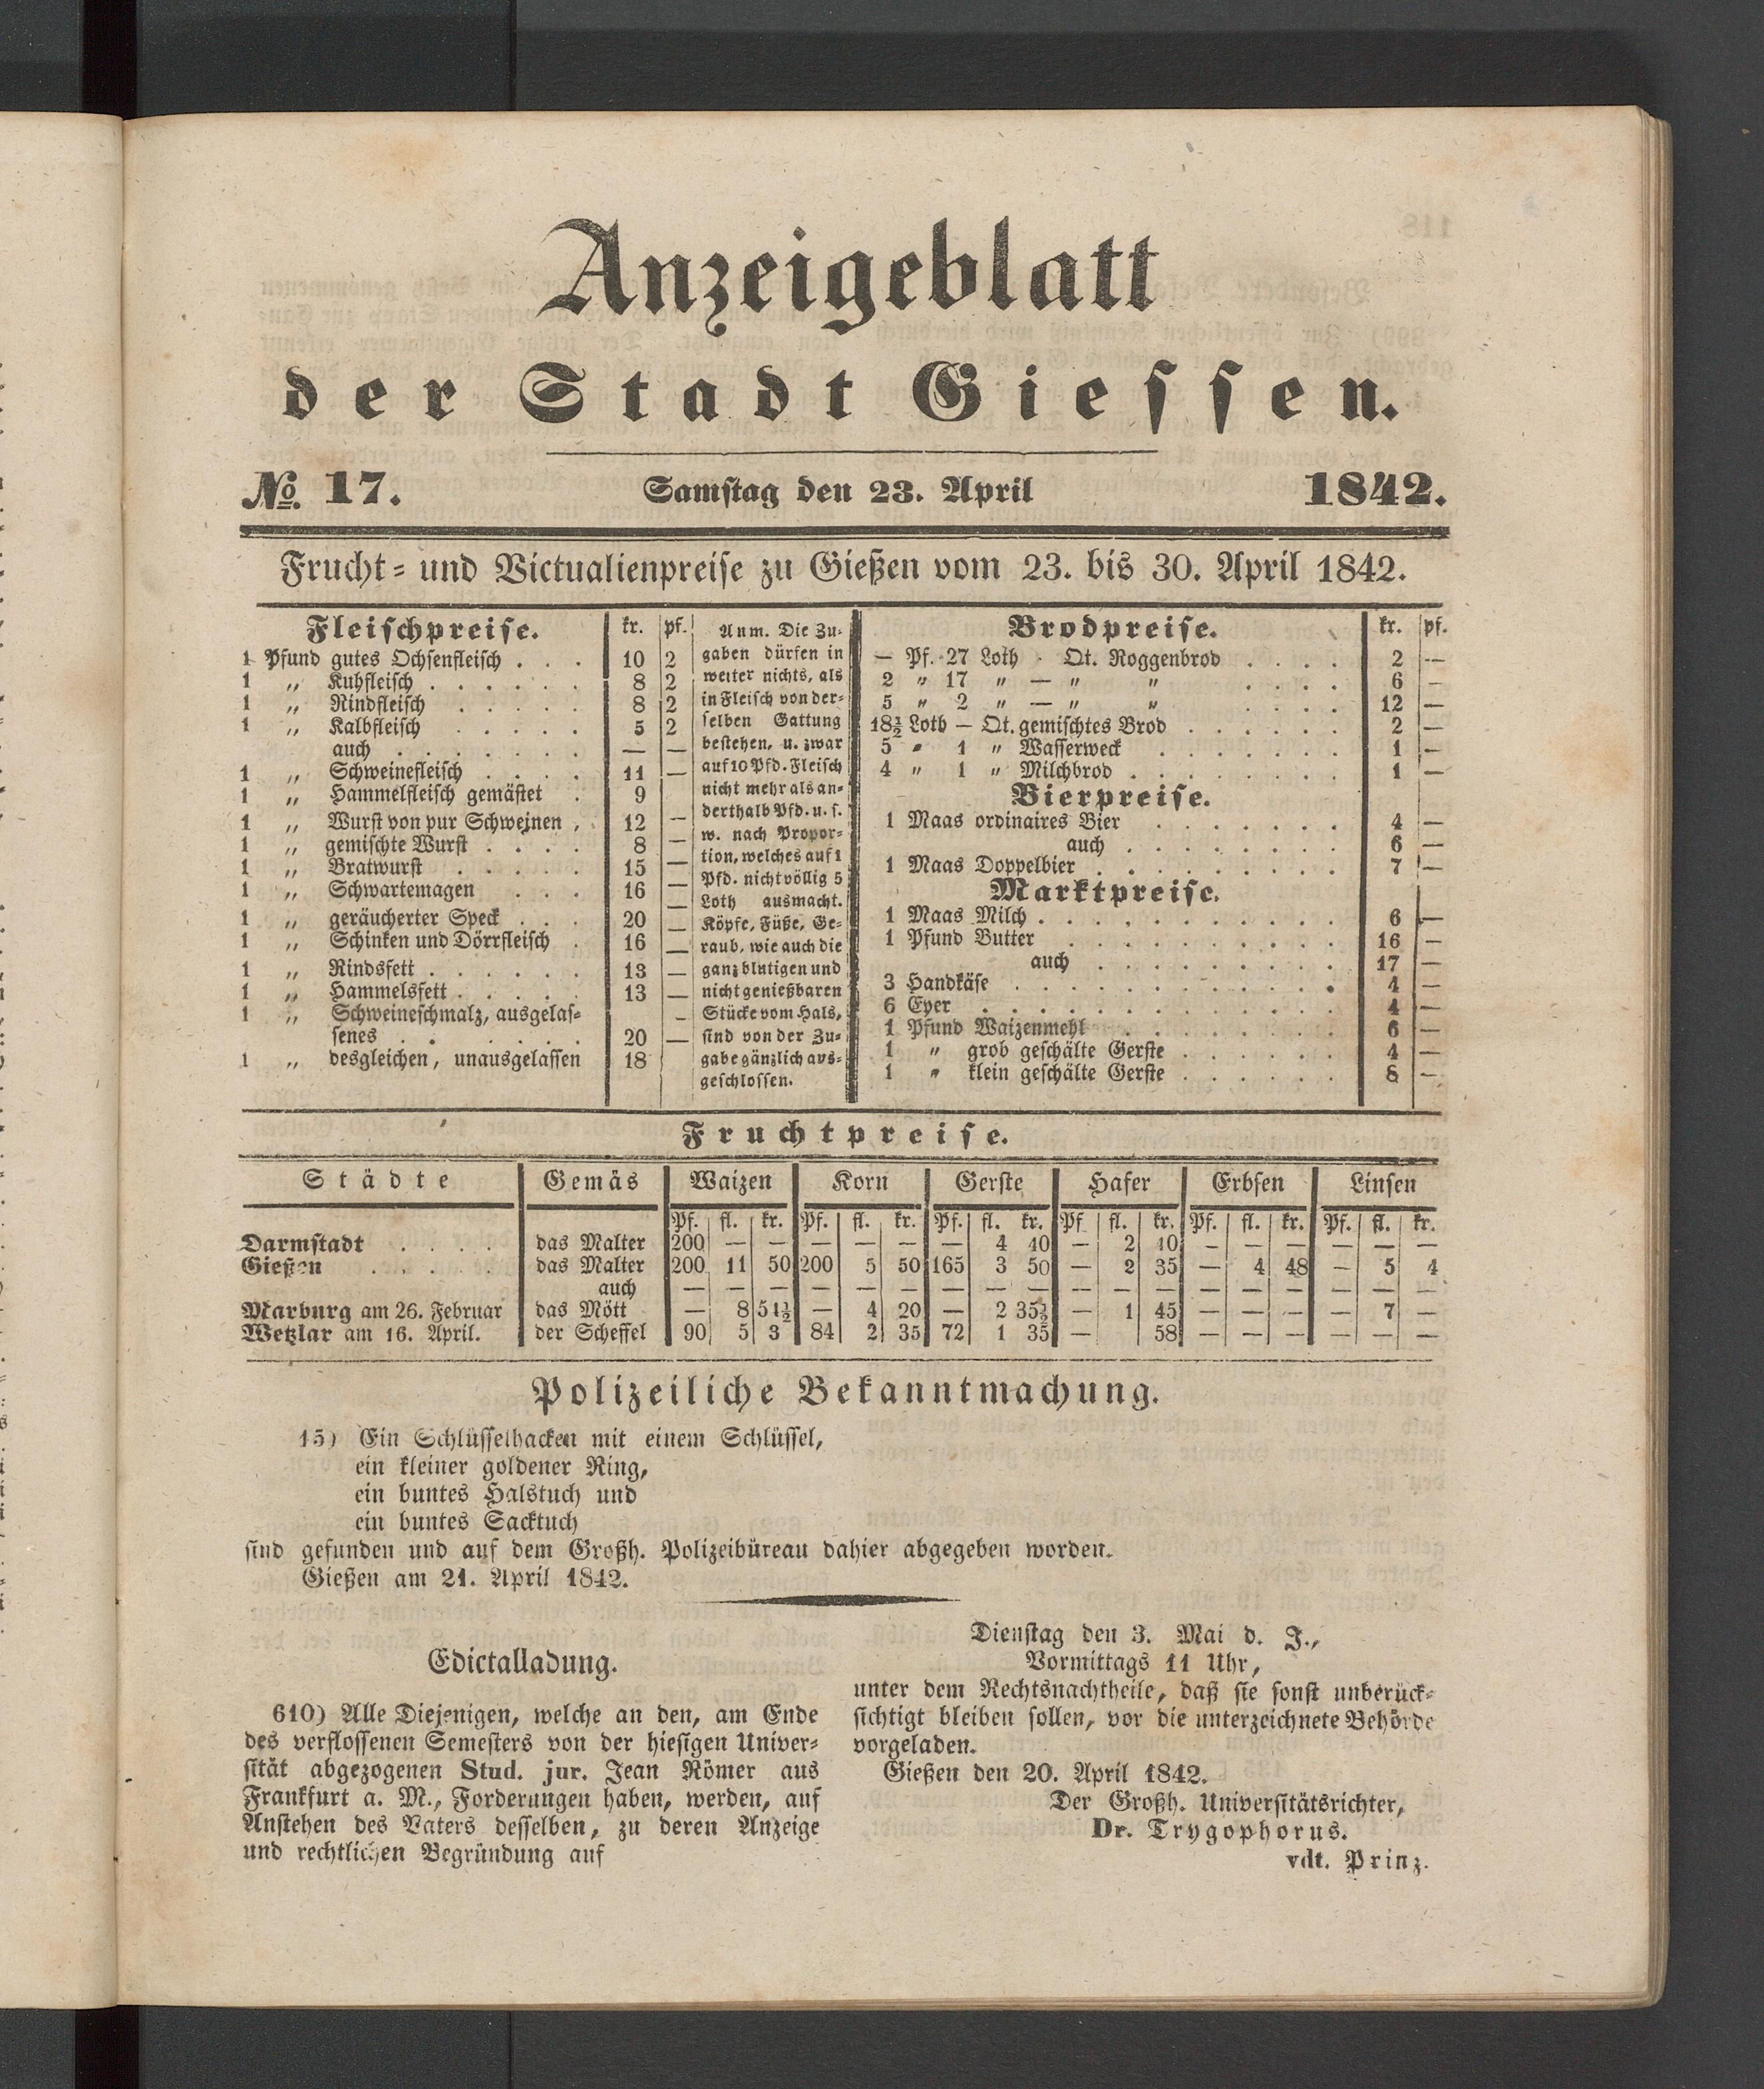 Anzeigeblatt
der Stadt Giessen.
No. 17. Samstag den 23. April 1842.
Frucht- und Victualienpreise zu Gießen vom 23. bis 30. April 1842.
Fleischpreise. kr. pf.
1 Pfund gutes Ochsenfleisch . . . 10 2
1 „ Kuhfleisch . . . . . . 8 2
1 „ Rindfleisch . . . . . 8 2
1 „ Kalbfleisch . . . . . 5 2
auch . . . . . . . — —
1 „ Schweinefleisch . . . . 11 —
1 „ Hammelfleisch gemästet . 9
1 „ Wurst von pur Schweinen . 12 —
1 „ gemischte Wurst . . . . 8 —
1 „ Bratwurst . . . . . 15 —
1 „ Schwartemagen . . . 16 —
1 „ geräucherter Speck . . . 20 —
1 „ Schinken und Dörrfleisch . 16 —
1 „ Rindsfett . . . . . . 13 —
1 „ Hammelsfett . . . . . 13 —
1 „ Schweineschmalz, ausgelas-
senes . . . . . . 20 —
1 „ desgleichen, unausgelassen 18
Anm. Die Zu-
gaben dürfen in
weiter nichts, als
in Fleisch von der-
selben Gattung
bestehen, u. zwar
auf 10 Pfd. Fleisch
nicht mehr als an-
derthalb Pfd. u. s.
w. nach Propor-
tion, welches auf 1
Pfd. nicht völlig 5
Loth ausmacht.
Köpfe, Füße, Ge-
raub, wie auch die
ganz blutigen und
nicht genießbaren
Stücke vom Hals,
sind von der Zu-
gabe gänzlich aus-
geschlossen.
Brodpreise. kr. pf.
— Pf. 27 Loth - Qt. Roggenbrod . . . . 2 —
2 „ 17 „ — „ „ . . . . 6 —
5 „ 2 „ — „ „ . . . . 12 —
18½ Loth — Qt. gemischtes Brod . . . . . . 2 —
5 „ 1 „ Wasserweck . . . . . . . 1 —
4 „ 1 „ Milchbrod . . . . . . . . 1 —
Bierpreise.
1 Maas ordinaires Bier . . . . . . . 4 —
auch . . . . . . . . 6 —
1 Maas Doppelbier . . . . . . . . . 7 —
Marktpreise.
1 Maas Milch . . . . . . . . . . . 6 —
1 Pfund Butter . . . . . . . . . . 16 —
auch . . . . . . . . . 17 —
3 Handkäse . . . . . . . . . . . . 4 —
6 Eyer . . . . . . . . . . . . 4 —
1 Pfund Waizenmehl . . . . . . . . 6 —
1 „ grob geschälte Gerste . . . . . . 4 —
1 „ klein geschälte Gerste . . . . . . 8 —
Fruchtpreise.
Städte Gemäs Waizen Korn Gerste Hafer Erbsen Linsen
Pf. fl. kr. Pf. fl. kr. Pf. fl. kr. Pf fl. kr. Pf. fl. kr. Pf. fl. kr.
Darmstadt . . . . das Malter 200 — — — — — — 4 40 — 2 40 — — — — — —
Gießen . . . . . das Malter 200 11 50 200 5 50 165 3 50 — 2 35 — 4 48 — 5 4
auch — — — — — — — — — — — — — — — — — —
Marburg am 26. Februar das Mött — 8 51½ — 4 20 — 2 35½ — 1 45 — — — — 7 —
Wetzlar am 16. April. der Scheffel 90 5 3 84 2 35 72 1 35 — 58 — — — — — —
Polizeiliche Bekanntmachung.
15) Ein Schlüsselhacken mit einem Schlüssel,
ein kleiner goldener Ring,
ein buntes Halstuch und
ein buntes Sacktuch
sind gefunden und auf dem Großh. Polizeibüreau dahier abgegeben worden.
Gießen am 21. April 1842.
Edictalladung.
610) Alle Diejenigen, welche an den, am Ende
des verflossenen Semesters von der hiesigen Univer-
sität abgezogenen Stud. jur. Jean Römer aus
Frankfurt a. M., Forderungen haben, werden, auf
Anstehen des Vaters desselben, zu deren Anzeige
und rechtlichen Begründung auf
Dienstag den 3. Mai d. J.,
Vormittags 11 Uhr,
unter dem Rechtsnachtheile, daß sie sonst unberück-
sichtigt bleiben sollen, vor die unterzeichnete Behörde
vorgeladen.
Gießen den 20. April 1842.
Der Großh. Universitätsrichter,
Dr. Trygophorus.
vdt. Prinz.